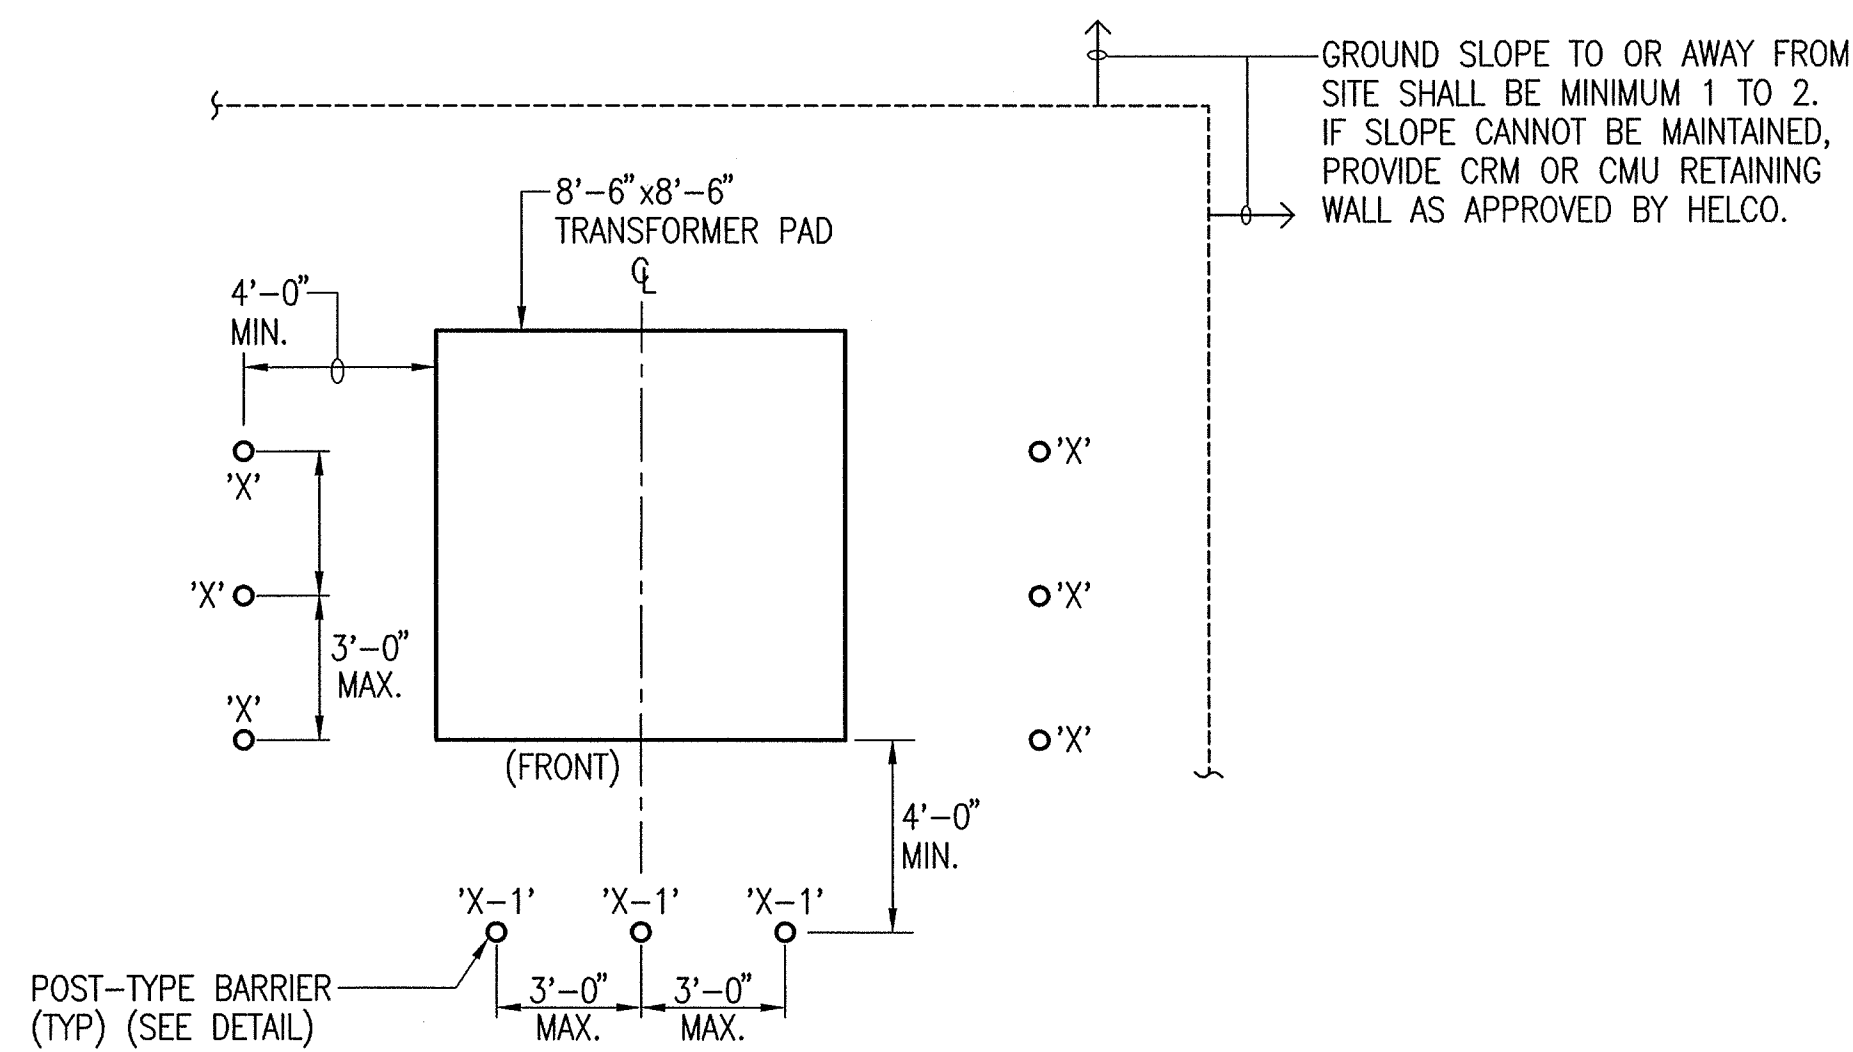 GROUND SLOPE TO OR AWAY FROM
SITE SHALL BE MINIMUM 1 TO 2.
IF SLOPE CANNOT BE MAINTAINED,
PROVIDE CRM OR CMU RETAINING
WALL AS APPROVED BY HELCO.
8'-6"x8'-6"
TRANSFORMER PAD
CL
4'-0"
MIN.
'X'
'X'
'X'
'X'
3'-0"
MAX.
'X'
'X'
(FRONT)
4'-0"
MIN.
'X-1' 'X-1' 'X-1'
POST-TYPE BARRIER
(TYP) (SEE DETAIL)
3'-0" 3'-0"
MAX. MAX.